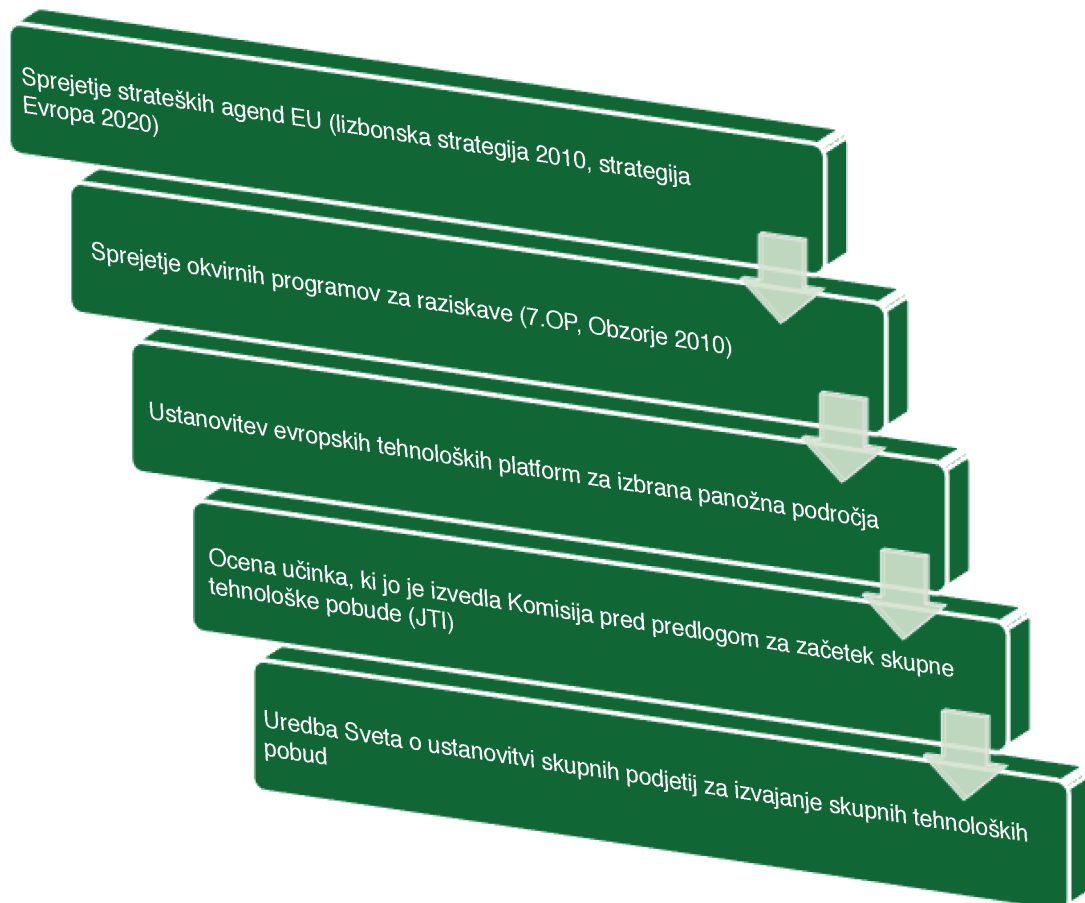 Sprejetje strateških agend EU (lizbonska strategija 2010, strategija
Evropa 2020)
Sprejetje okvirnih programov za raziskave (7.OP, Obzorje 2010)
Ustanovitev evropskih tehnoloških platform za izbrana panožna področja
Ocena učinka, ki jo je izvedla Komisija pred predlogom za začetek skupne
tehnološke pobude (JTI)
Uredba Sveta o ustanovitvi skupnih podjetij za izvajanje skupnih tehnoloških
pobud